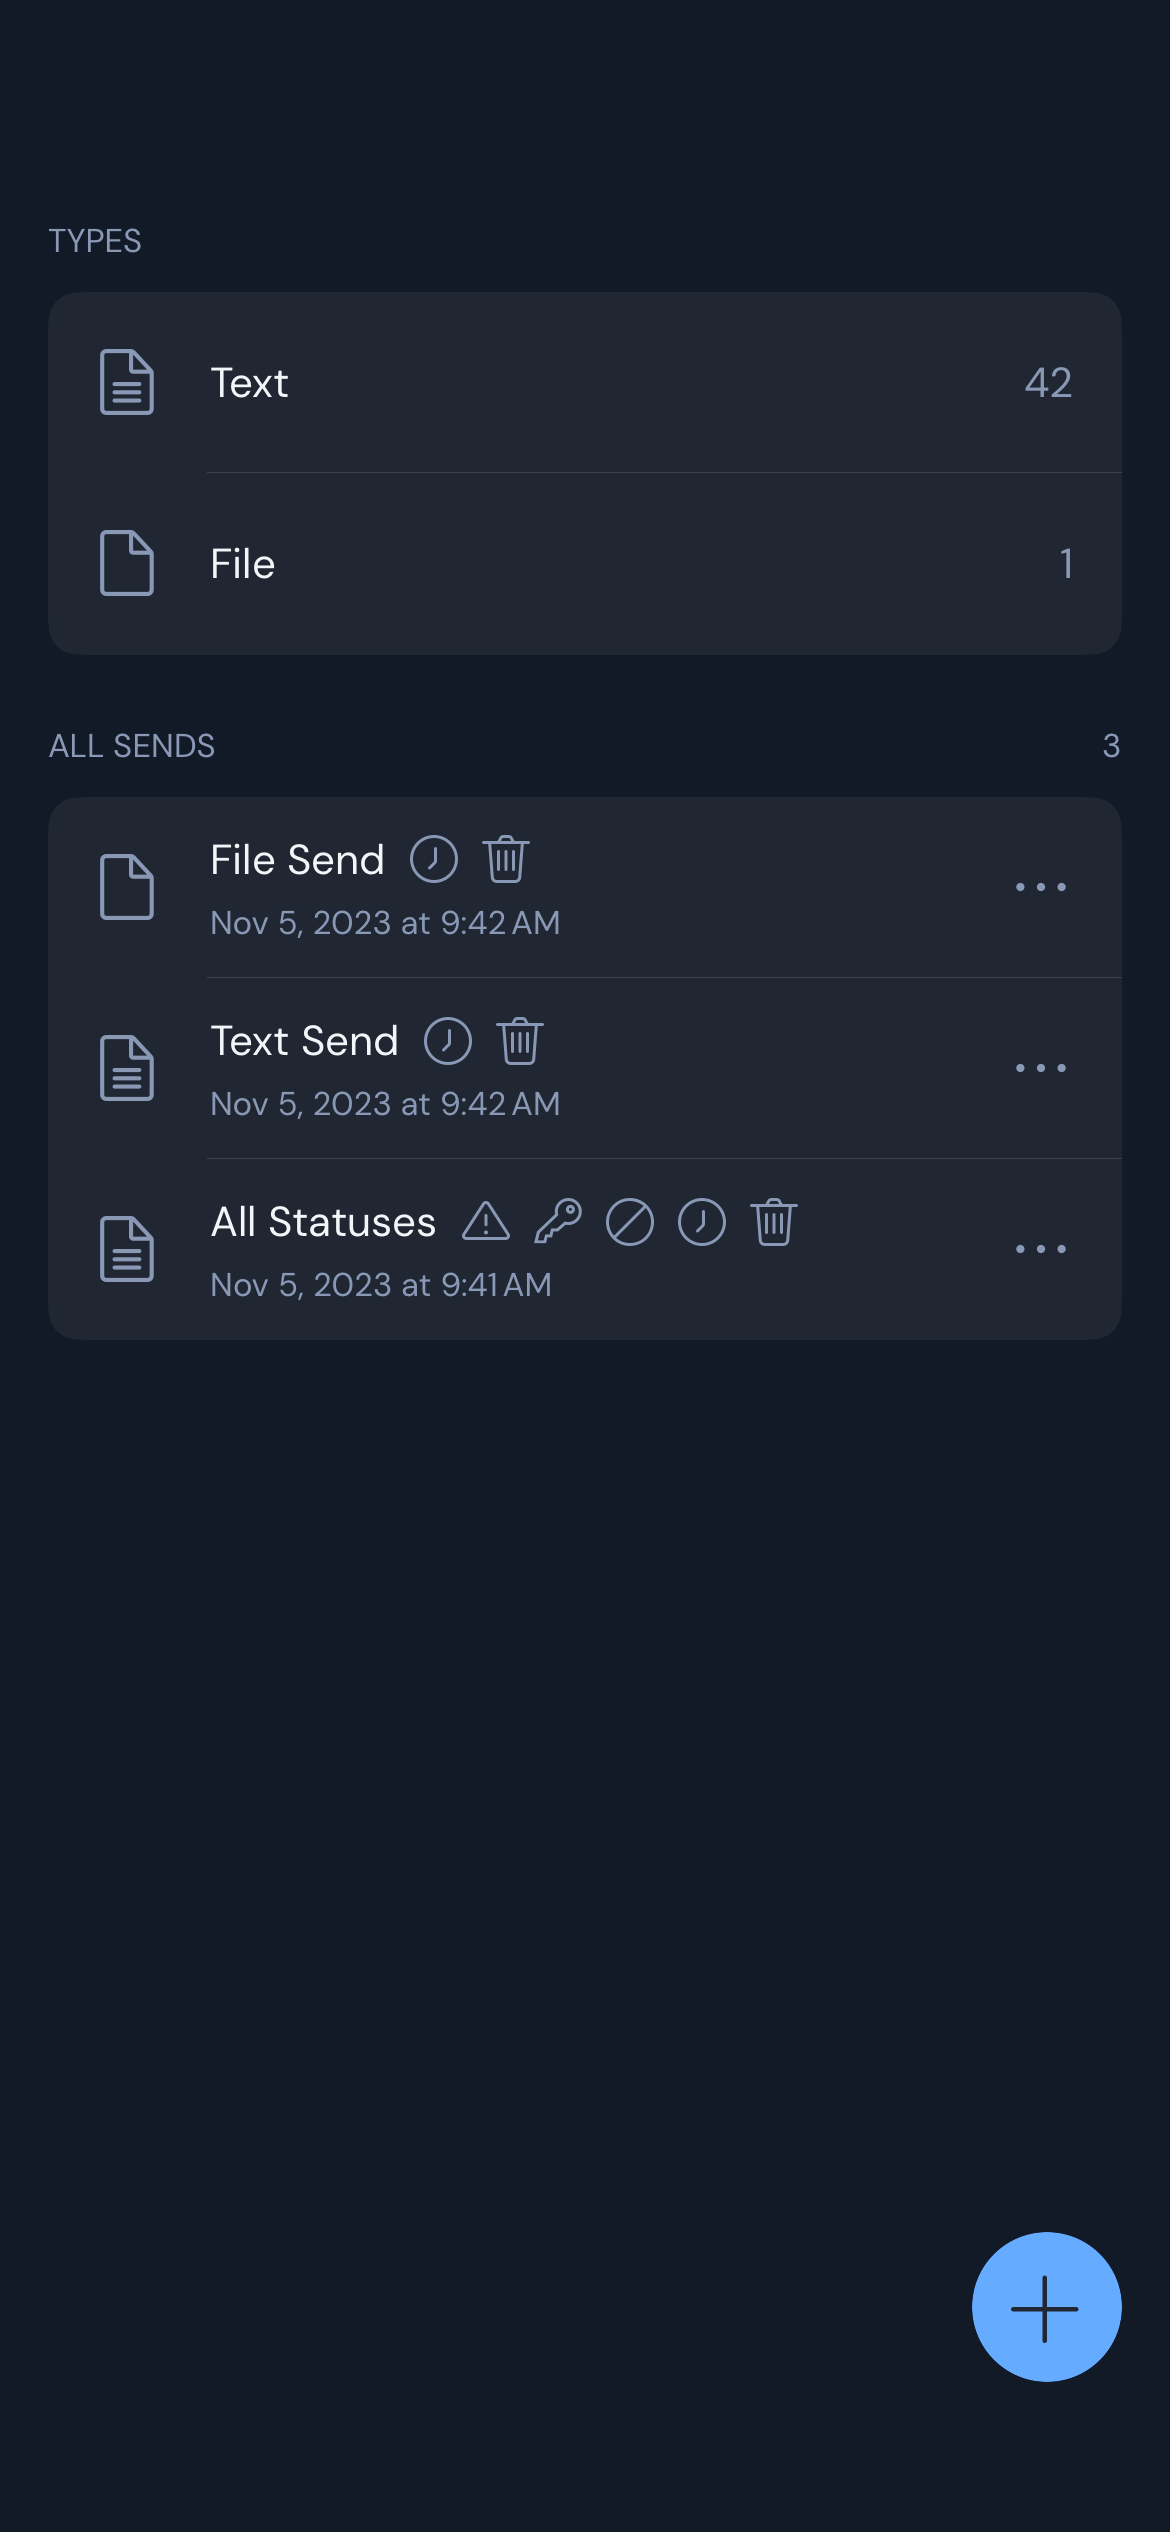 TYPES
Text 42
File 1
ALL SENDS 3
File Send
Nov 5, 2023 at 9:42 AM
Text Send
Nov 5, 2023 at 9:42 AM
All Statuses
Nov 5, 2023 at 9:41 AM